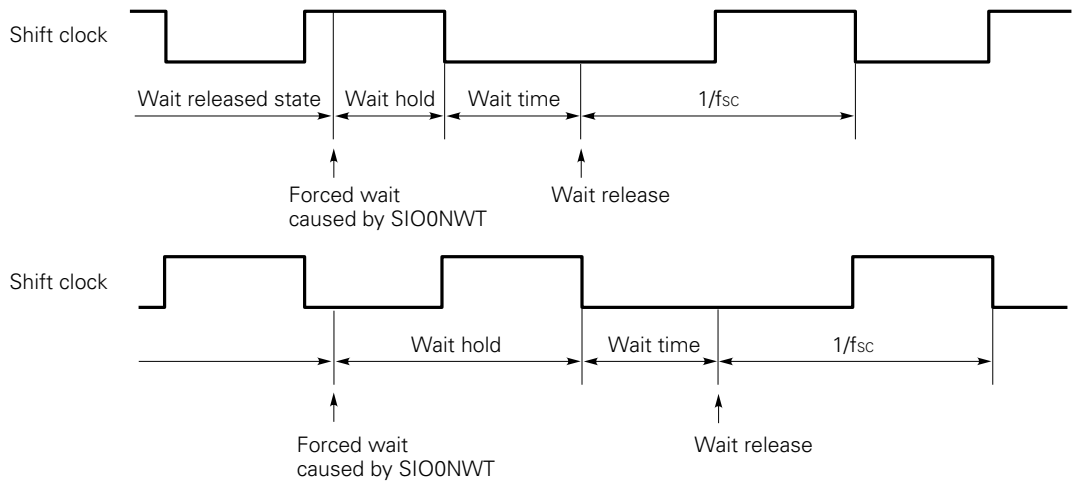 Shift clock
Wait released state
Wait hold
Wait time
1/fsc
Forced wait
caused by SIO0NWT
Wait release
Shift clock
Wait hold
Wait time
1/fsc
Forced wait
caused by SIO0NWT
Wait release